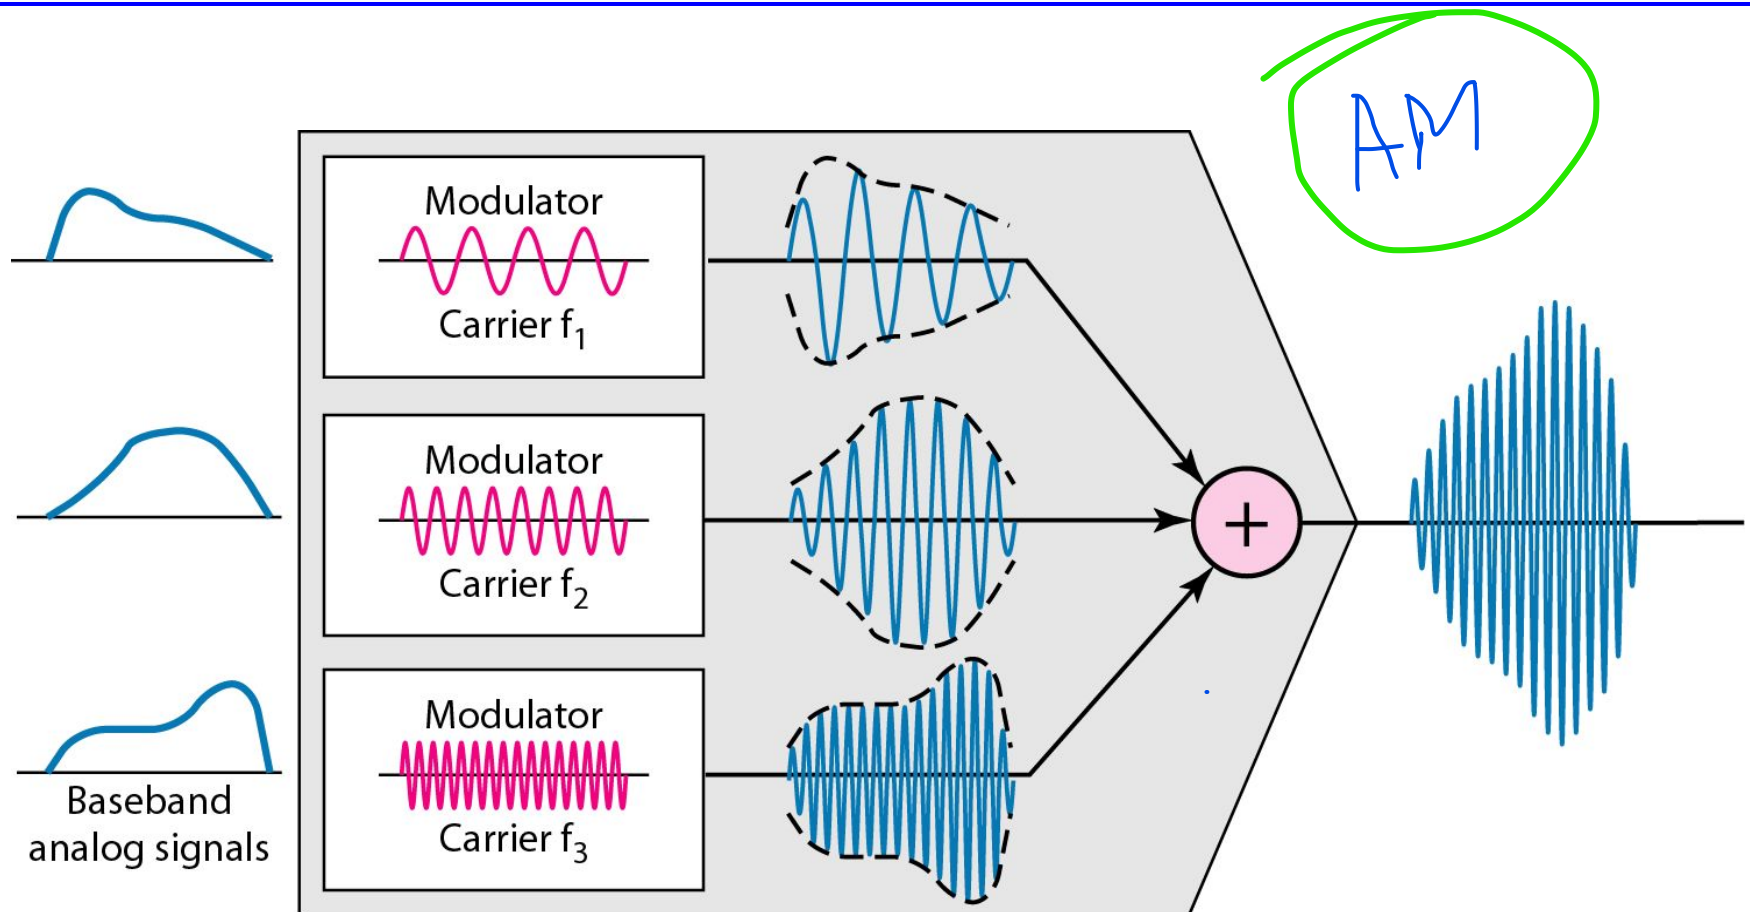 AM
Modulator
Carrier f₁
Modulator
Carrier f₂
+
Modulator
Carrier f₃
Baseband
analog signals